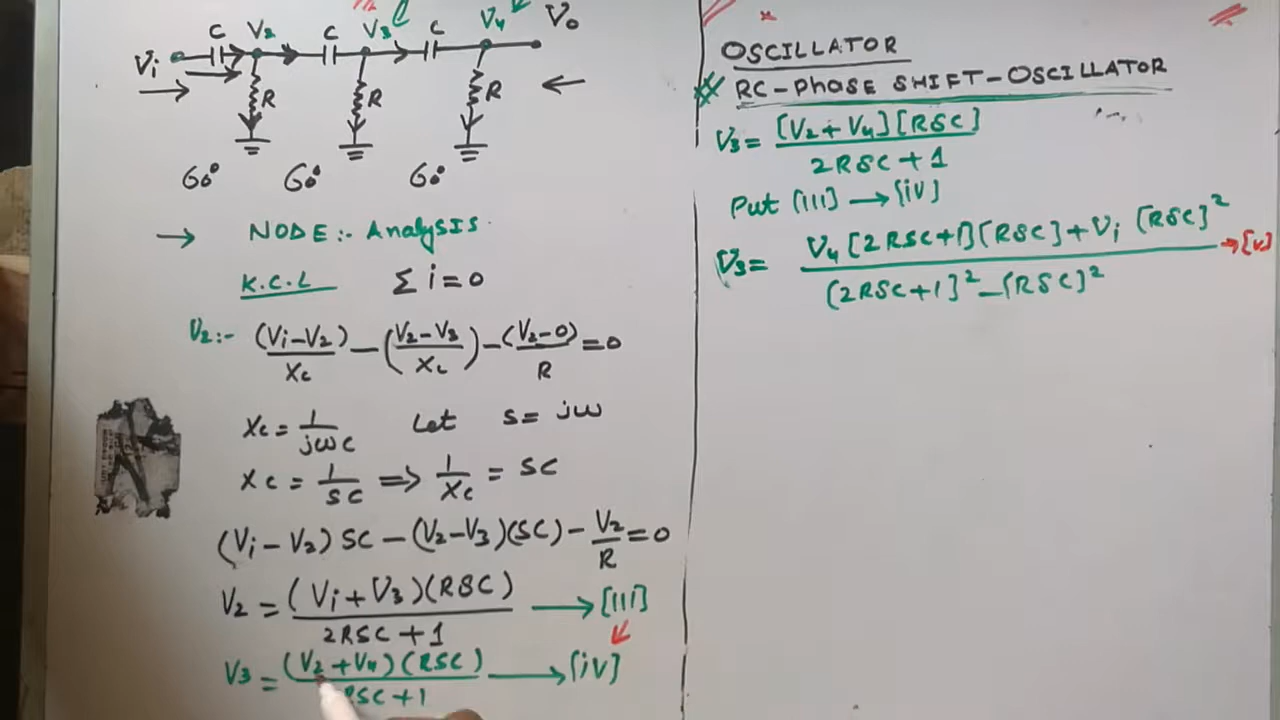 C V2 C V3 C V4 Vo
Vi
R R R
60° 60° 60°
→ NODE:- Analysis
K.C.L Σ i=0
V2:- (Vi-V2)/Xc - (V2-V3)/Xc - (V2-0)/R = 0
Xc = 1/jωc Let s = jω
Xc = 1/SC ⇒ 1/Xc = SC
(Vi - V2) SC - (V2-V3)(SC) - V2/R = 0
V2 = (Vi+V3)(RSC)/2RSC+1 → [iii]
V3 = (V2+V4)(RSC)/RSC+1 → [iv]
OSCILLATOR
RC-PhASE SHIFT-OSCILLATOR
V3 = [V2+V4][RSC]/2RSC+1
Put [iii] → [iv]
V3 = V4[2RSC+1][RSC]+Vi [RSC]²/[2RSC+1]² - [RSC]² → [v]